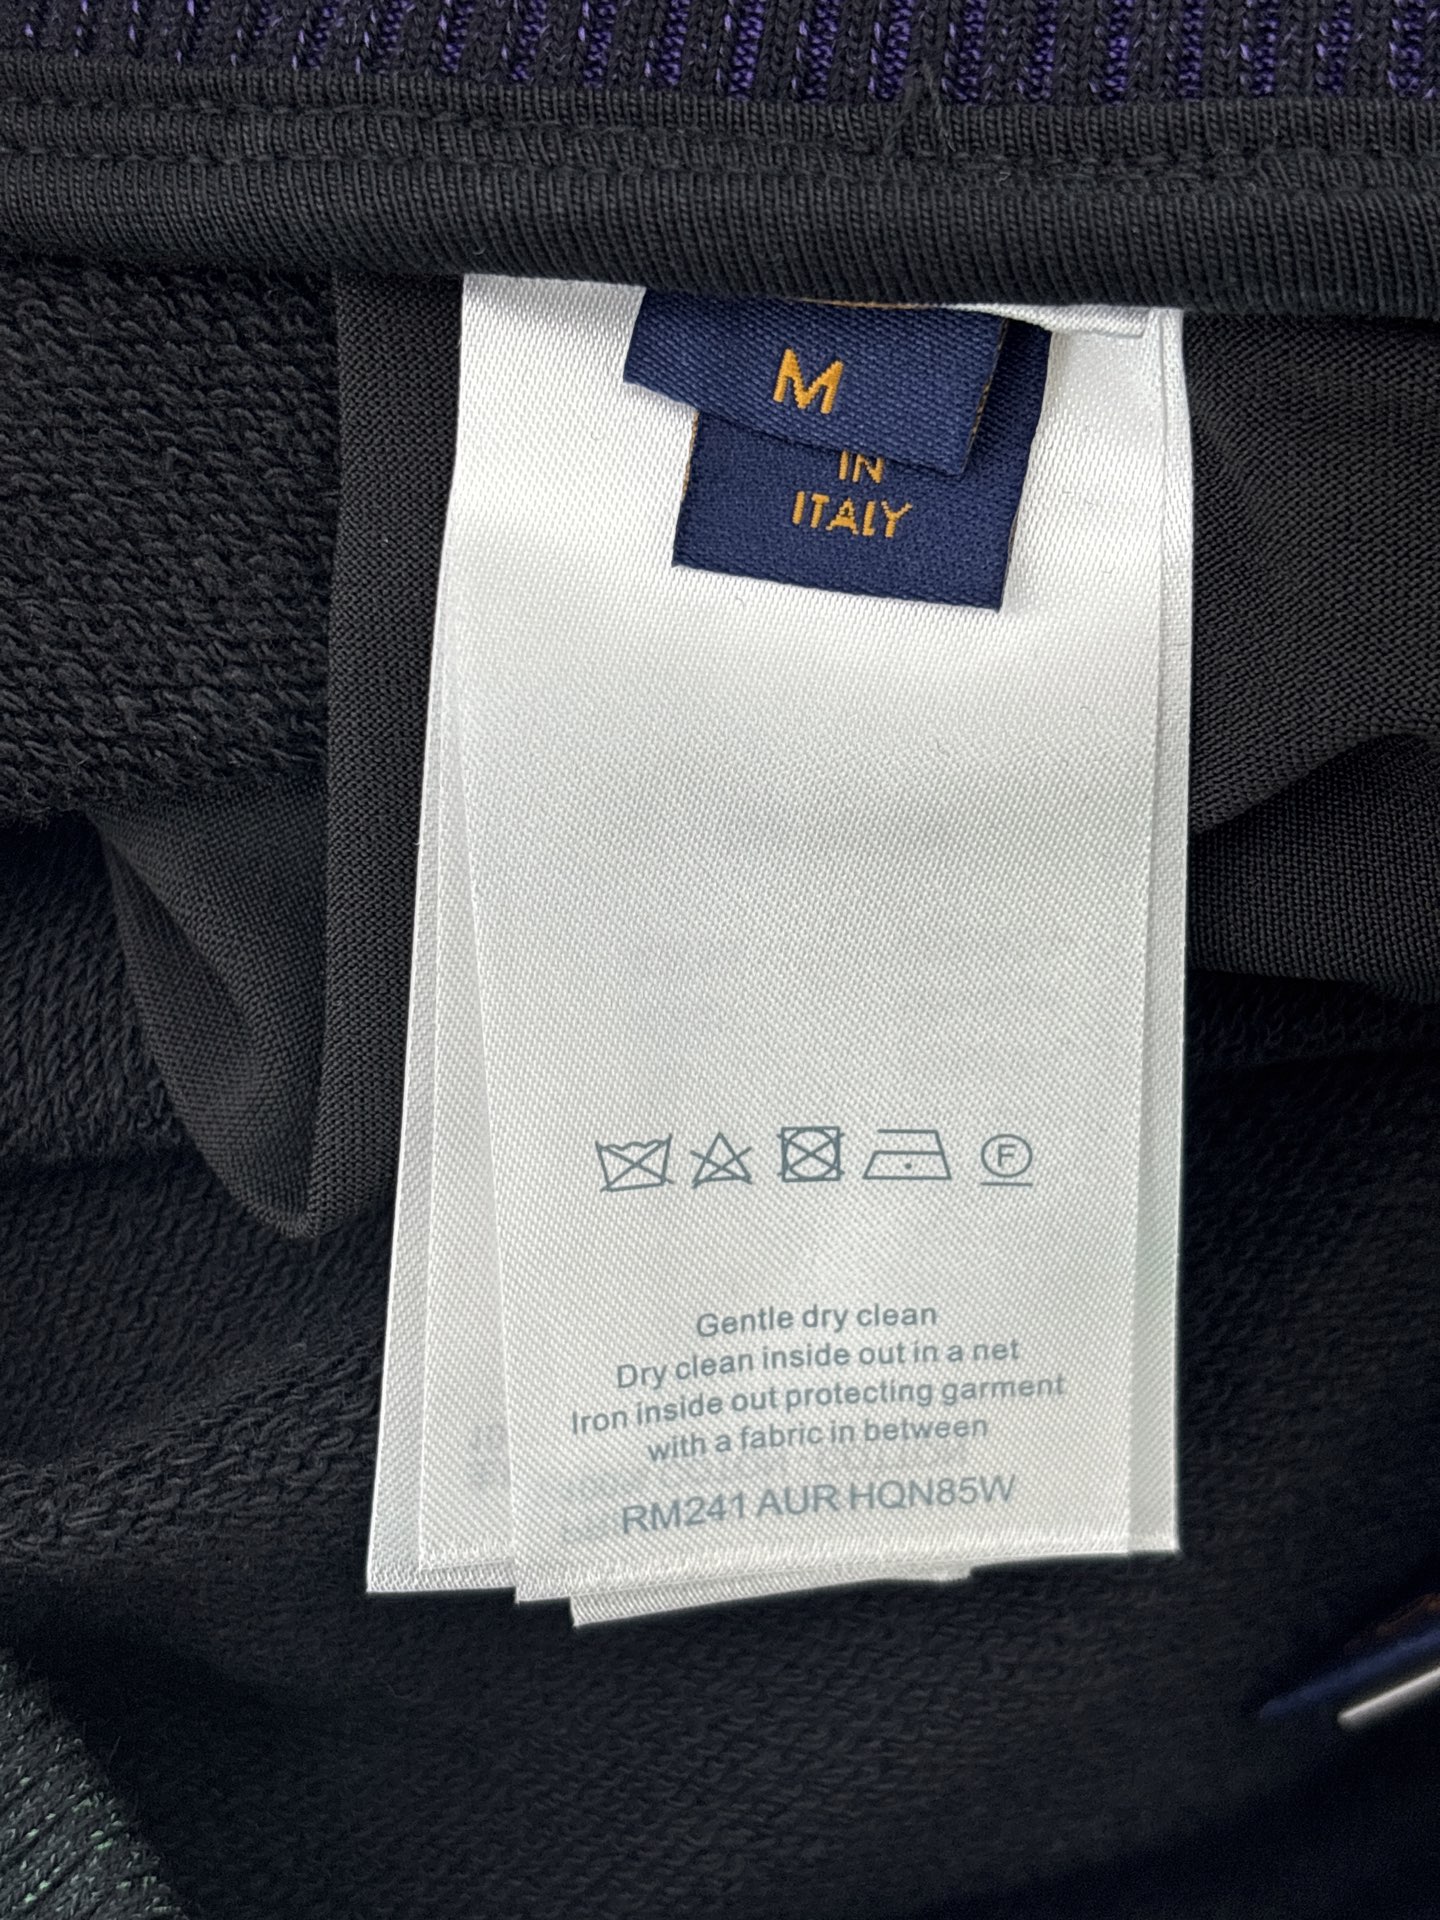 M
IN
ITALY
F
Gentle dry clean
Dry clean inside out in a net
Iron inside out protecting garment
with a fabric in between
RM241 AUR HQN85W